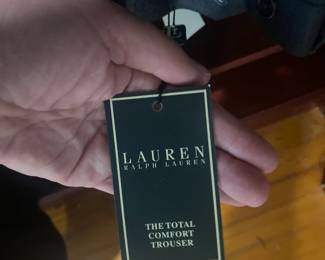 LAUREN
RALPH LAUREN
THE TOTAL
COMFORT
TROUSER